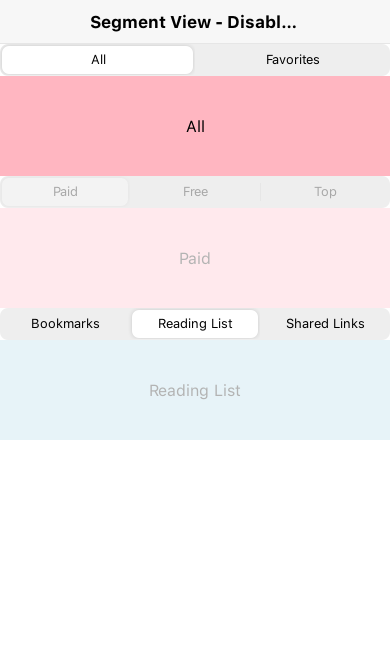 Segment View - Disabl...
All
Favorites
All
Paid
Free
Top
Paid
Bookmarks
Reading List
Shared Links
Reading List